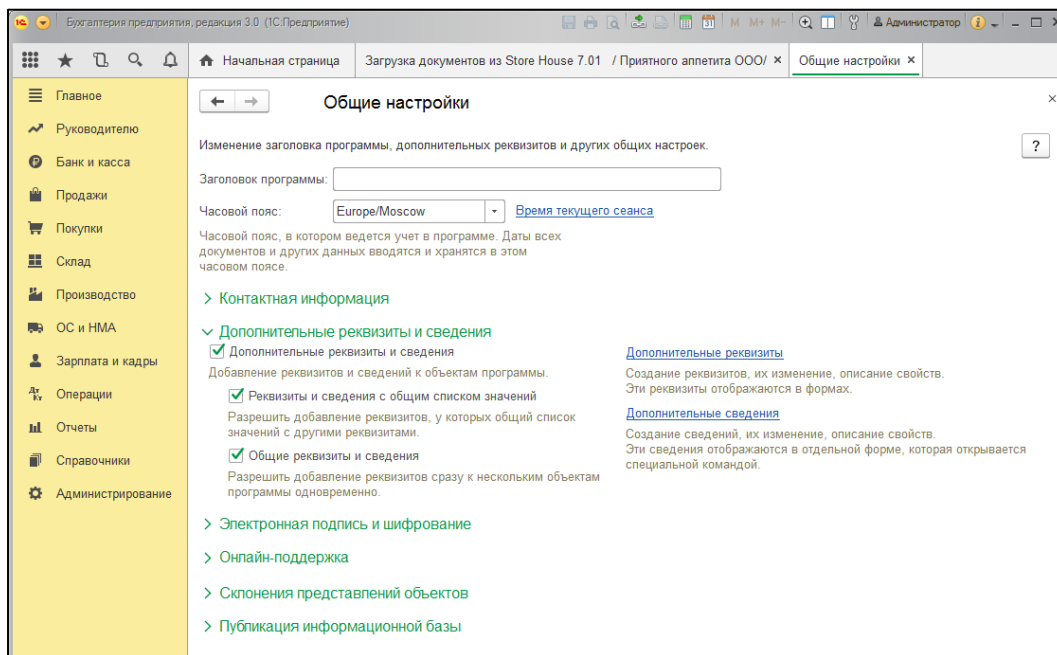 Бухгалтерия предприятия, редакция 3.0 (1С:Предприятие)
M M+ M- Администратор
Начальная страница
Загрузка документов из Store House 7.01 / Приятного аппетита ООО/ ×
Общие настройки ×
Главное
Руководителю
Банк и касса
Продажи
Покупки
Склад
Производство
ОС и НМА
Зарплата и кадры
Операции
Отчеты
Справочники
Администрирование
Общие настройки
Изменение заголовка программы, дополнительных реквизитов и других общих настроек.
?
Заголовок программы:
Часовой пояс: Europe/Moscow Время текущего сеанса
Часовой пояс, в котором ведется учет в программе. Даты всех
документов и других данных вводятся и хранятся в этом
часовом поясе.
Контактная информация
Дополнительные реквизиты и сведения
Дополнительные реквизиты и сведения
Добавление реквизитов и сведений к объектам программы.
Реквизиты и сведения с общим списком значений
Разрешить добавление реквизитов, у которых общий список
значений с другими реквизитами.
Общие реквизиты и сведения
Разрешить добавление реквизитов сразу к нескольким объектам
программы одновременно.
Дополнительные реквизиты
Создание реквизитов, их изменение, описание свойств.
Эти реквизиты отображаются в формах.
Дополнительные сведения
Создание сведений, их изменение, описание свойств.
Эти сведения отображаются в отдельной форме, которая открывается
специальной командой.
Электронная подпись и шифрование
Онлайн-поддержка
Склонения представлений объектов
Публикация информационной базы